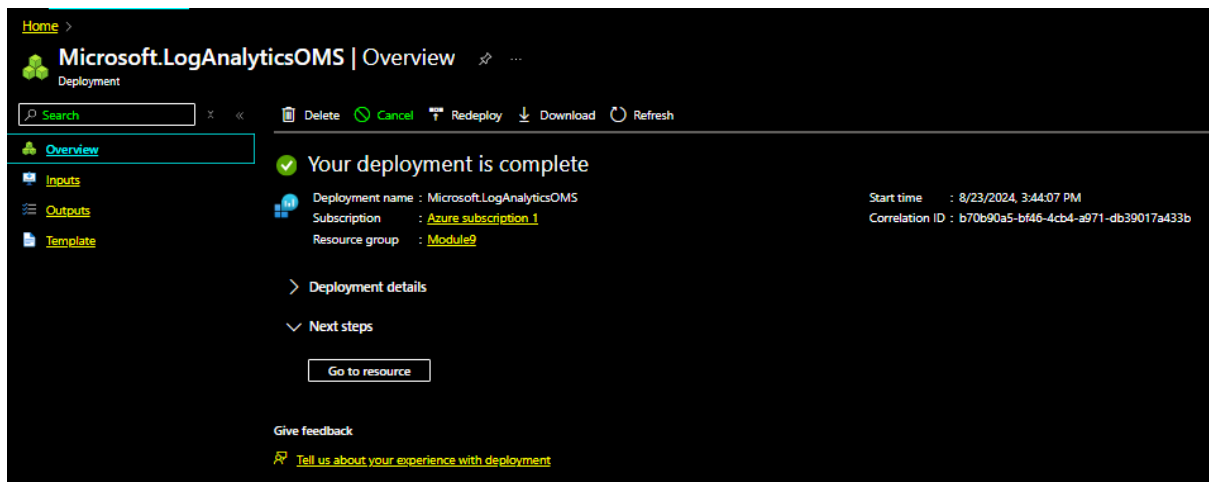 Home >
Microsoft.LogAnalyticsOMS | Overview ...
Deployment
Search
Delete Cancel Redeploy Download Refresh
Overview
Inputs
Outputs
Template
Your deployment is complete
Deployment name : Microsoft.LogAnalyticsOMS
Subscription : Azure subscription 1
Resource group : Module9
Start time : 8/23/2024, 3:44:07 PM
Correlation ID : b70b90a5-bf46-4cb4-a971-db39017a433b
Deployment details
Next steps
Go to resource
Give feedback
Tell us about your experience with deployment